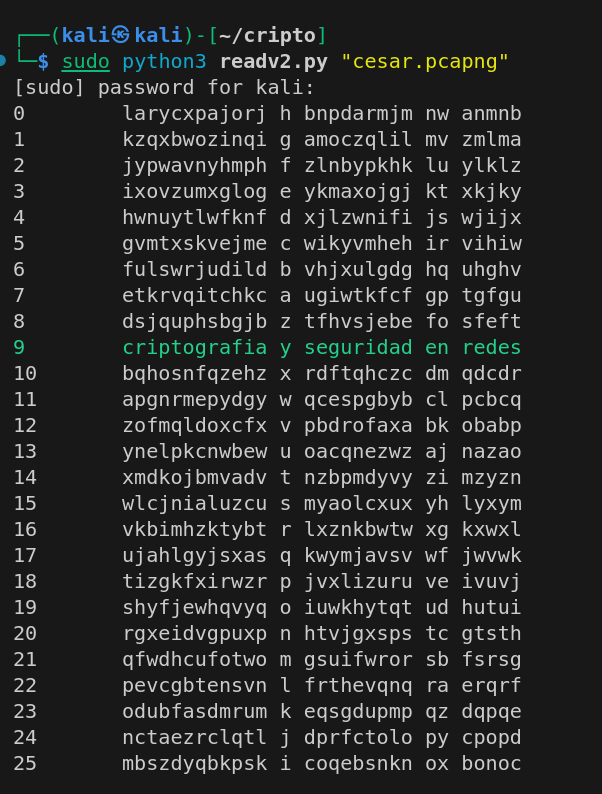 ┌──(kali㉿kali)-[~/cripto]
└─$ sudo python3 readv2.py "cesar.pcapng"
[sudo] password for kali:
0 larycxpajorj h bnpdarmjm nw anmnb
1 kzqxbwozinqi g amoczqlil mv zmlma
2 jypwavnyhmph f zlnbypkhk lu ylklz
3 ixovzumxglog e ykmaxojgj kt xkjky
4 hwnuytlwfknf d xjlzwnifi js wjijx
5 gvmtxskvejme c wikyvmheh ir vihiw
6 fulswrjudild b vhjxulgdg hq uhghv
7 etkrvqitchkc a ugiwtkfcf gp tgfgu
8 dsjquphsbgjb z tfhvsjebe fo sfeft
9 criptografia y seguridad en redes
10 bqhosnfqzehz x rdftqhczc dm qdcdr
11 apgnrmepydgy w qcespgbyb cl pcbcq
12 zofmqldoxcfx v pbdrofaxa bk obabp
13 ynelpkcnwbew u oacqnezwz aj nazao
14 xmdkojbmvadv t nzbpmdyvy zi mzyzn
15 wlcjnialuzcu s myaolcxux yh lyxym
16 vkbimhzktybt r lxznkbwtw xg kxwxl
17 ujahlgyjsxas q kwymjavsv wf jwvwk
18 tizgkfxirwzr p jvxlizuru ve ivuvj
19 shyfjewhqvyq o iuwkhytqt ud hutui
20 rgxeidvgpuxp n htvjgxsps tc gtsth
21 qfwdhcufotwo m gsuifwror sb fsrsg
22 pevcgbtensvn l frthevqnq ra erqrf
23 odubfasdmrum k eqsgdupmp qz dqpqe
24 nctaezrclqtl j dprfctolo py cpopd
25 mbszdyqbkpsk i coqebsnkn ox bonoc